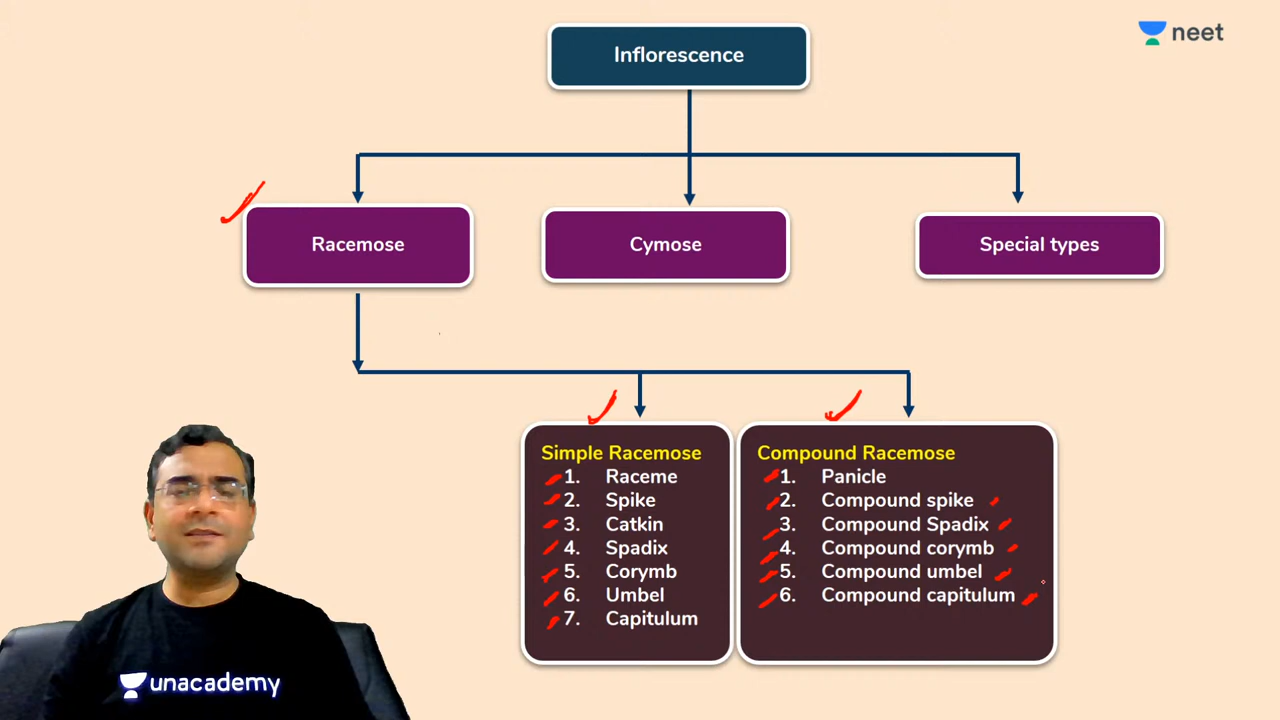 neet
Inflorescence
Racemose
Cymose
Special types
Simple Racemose
1. Raceme
2. Spike
3. Catkin
4. Spadix
5. Corymb
6. Umbel
7. Capitulum
Compound Racemose
1. Panicle
2. Compound spike
3. Compound Spadix
4. Compound corymb
5. Compound umbel
6. Compound capitulum
unacademy